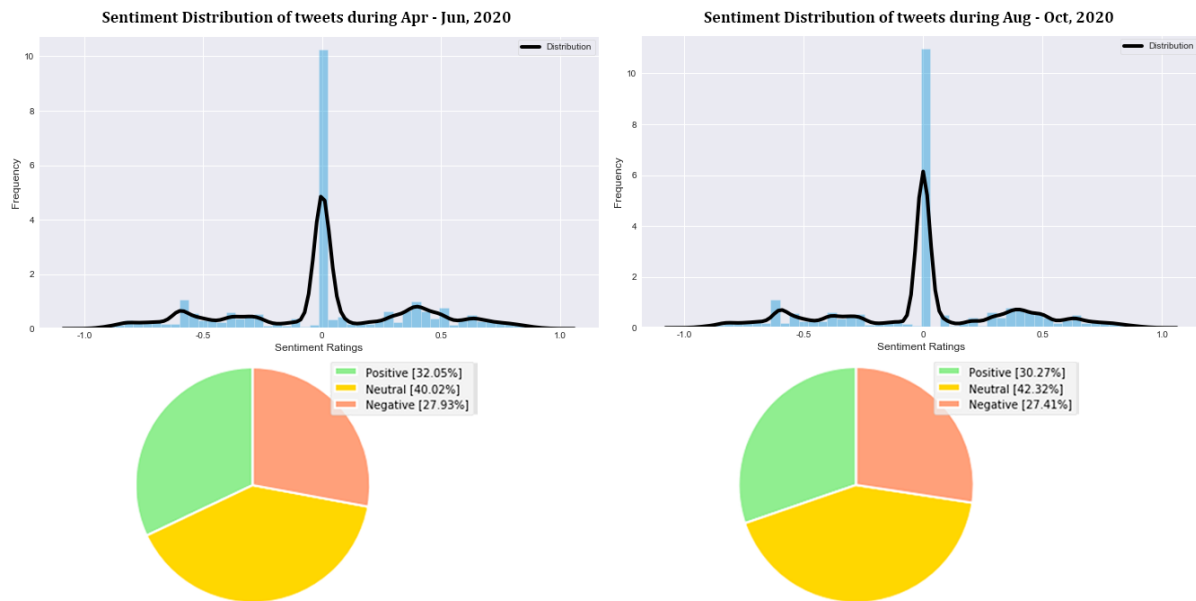 Sentiment Distribution of tweets during Apr - Jun, 2020
Distribution
10
8
6
4
2
0
Frequency
-1.0 -0.5 0 0.5 1.0
Sentiment Ratings
Positive [32.05%]
Neutral [40.02%]
Negative [27.93%]
Sentiment Distribution of tweets during Aug - Oct, 2020
Distribution
10
8
6
4
2
0
Frequency
-1.0 -0.5 0 0.5 1.0
Sentiment Ratings
Positive [30.27%]
Neutral [42.32%]
Negative [27.41%]